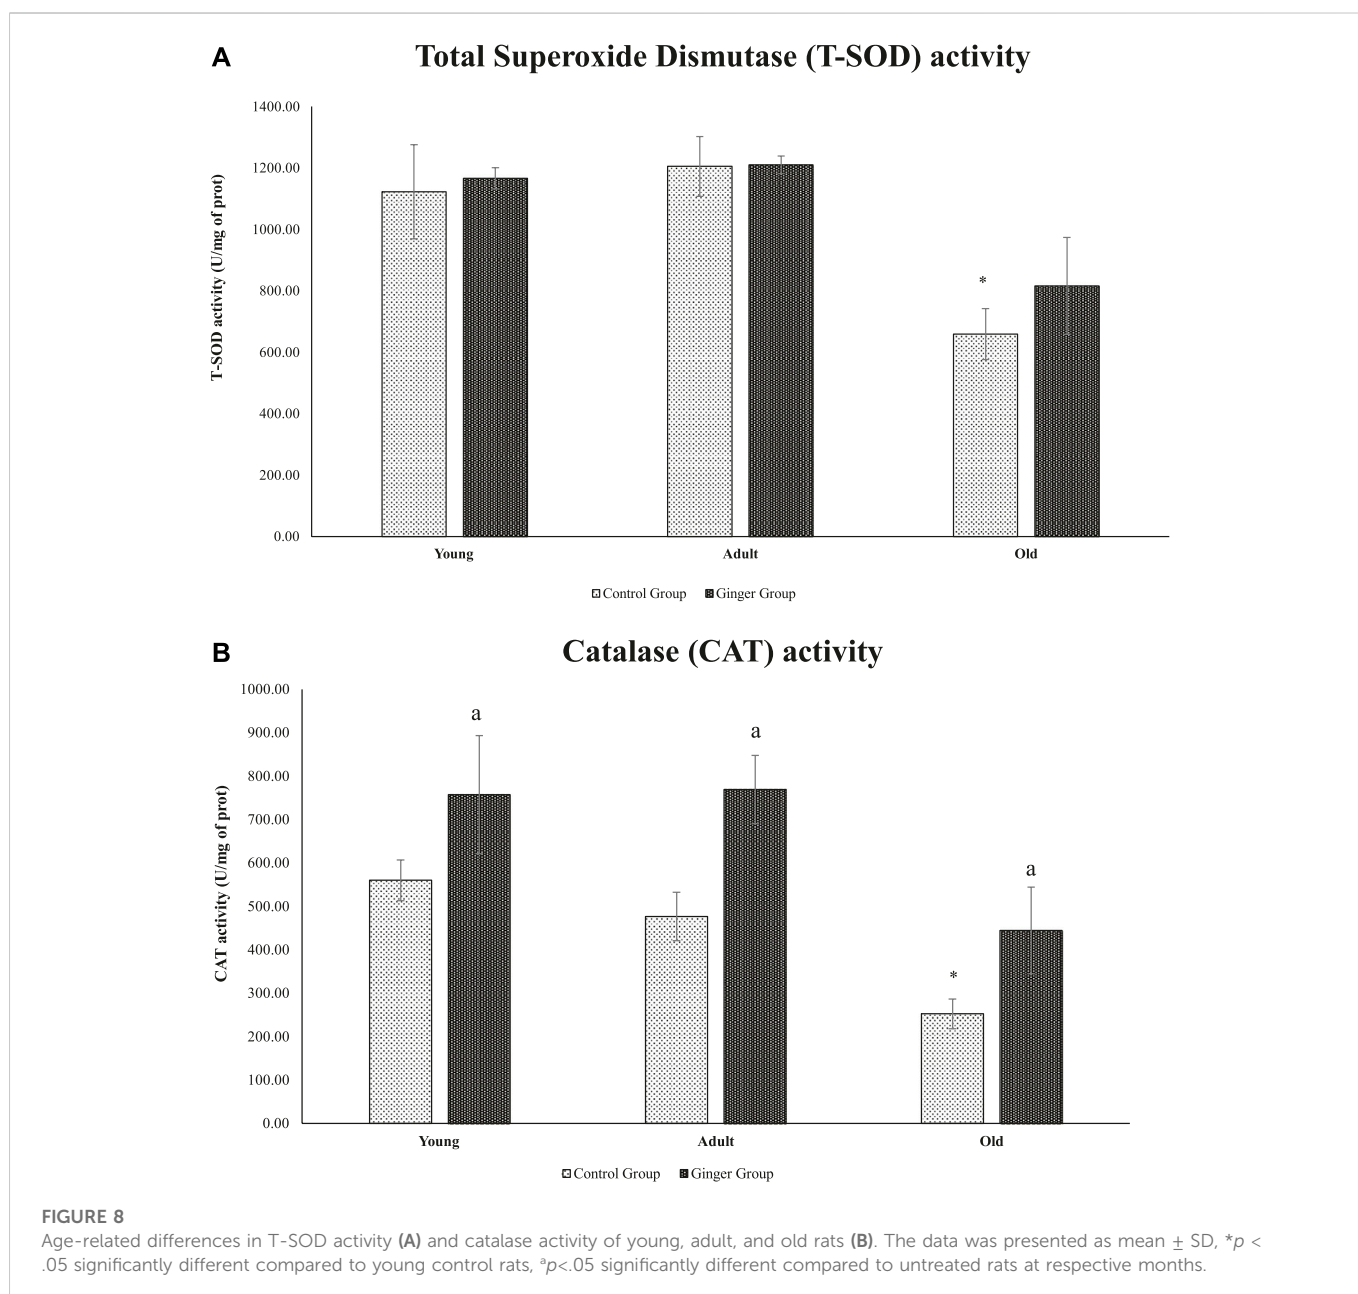 A
Total Superoxide Dismutase (T-SOD) activity
T-SOD activity (U/mg of prot)
1400.00
1200.00
1000.00
800.00
600.00
400.00
200.00
0.00
*
Young
Adult
Old
Control Group
Ginger Group
B
Catalase (CAT) activity
CAT activity (U/mg of prot)
1000.00
900.00
800.00
700.00
600.00
500.00
400.00
300.00
200.00
100.00
0.00
a
a
*
a
Young
Adult
Old
Control Group
Ginger Group
FIGURE 8
Age-related differences in T-SOD activity (A) and catalase activity of young, adult, and old rats (B). The data was presented as mean ± SD, *p <
.05 significantly different compared to young control rats, ᵃp<.05 significantly different compared to untreated rats at respective months.